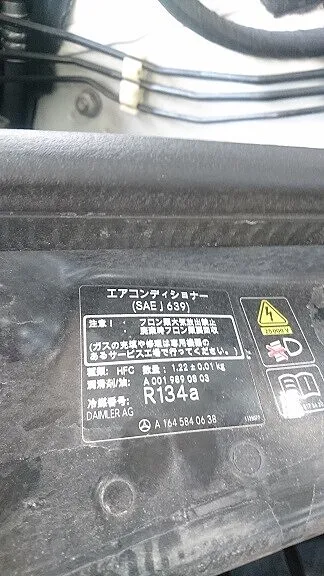 エアコンディショナー
(SAE J 639)
注意！ ・ フロン類大気放出禁止
・ 廃棄時フロン類要回収
(ガスの充填や修理は専用機器の
あるサービス工場で行ってください。)
種類: HFC 数量: 1.22 ± 0.01 kg
潤滑剤/油: A 001 989 08 03
冷媒番号: R134a
DAIMLER AG
A 164 584 06 38
25000 V